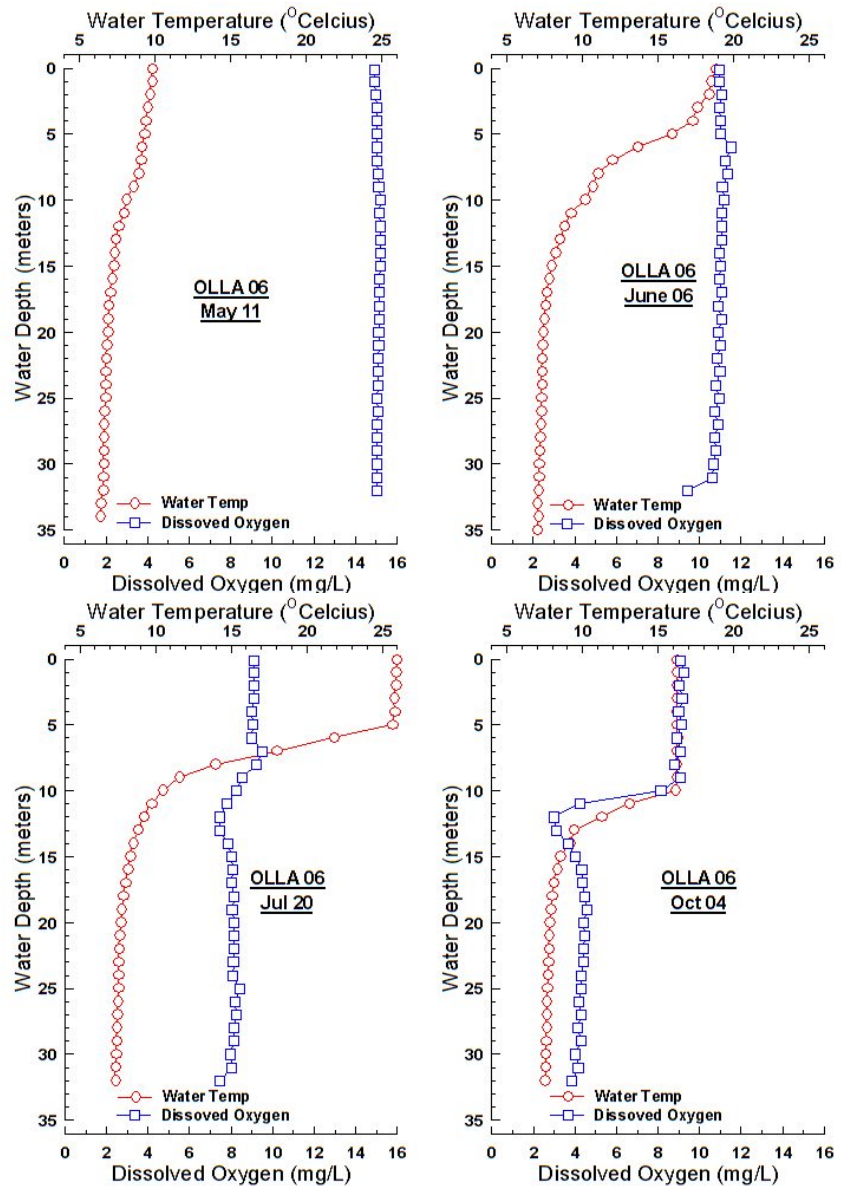 Water Temperature (°Celcius)
5 10 15 20 25
0
5
10
15
20
25
30
35
Water Depth (meters)
OLLA 06
May 11
Water Temp
Dissoved Oxygen
0 2 4 6 8 10 12 14 16
Dissolved Oxygen (mg/L)
Water Temperature (°Celcius)
5 10 15 20 25
0
5
10
15
20
25
30
35
Water Depth (meters)
OLLA 06
June 06
Water Temp
Dissoved Oxygen
0 2 4 6 8 10 12 14 16
Dissolved Oxygen (mg/L)
Water Temperature (°Celcius)
5 10 15 20 25
0
5
10
15
20
25
30
35
Water Depth (meters)
OLLA 06
Jul 20
Water Temp
Dissoved Oxygen
0 2 4 6 8 10 12 14 16
Dissolved Oxygen (mg/L)
Water Temperature (°Celcius)
5 10 15 20 25
0
5
10
15
20
25
30
35
Water Depth (meters)
OLLA 06
Oct 04
Water Temp
Dissoved Oxygen
0 2 4 6 8 10 12 14 16
Dissolved Oxygen (mg/L)